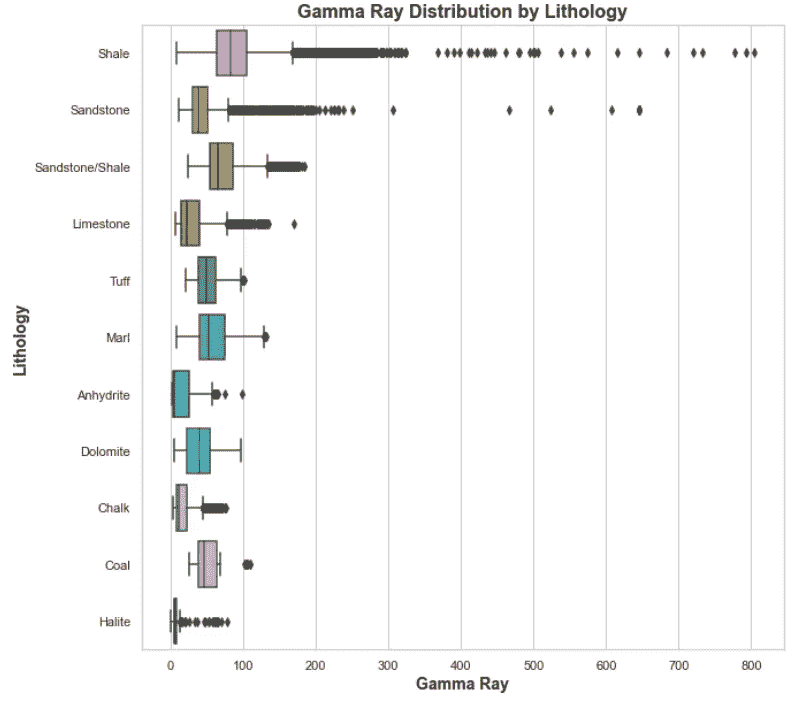 Gamma Ray Distribution by Lithology
Shale
Sandstone
Sandstone/Shale
Limestone
Tuff
Marl
Anhydrite
Dolomite
Chalk
Coal
Halite
Lithology
0 100 200 300 400 500 600 700 800
Gamma Ray